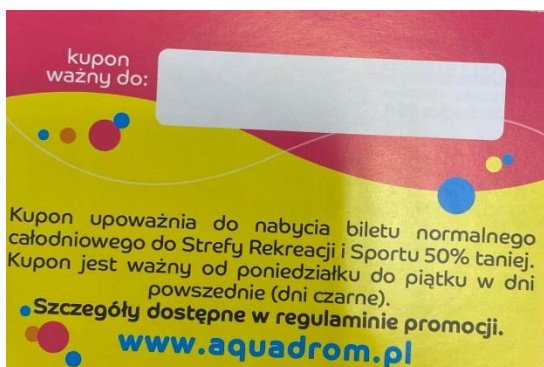 kupon
ważny do:
Kupon upoważnia do nabycia biletu normalnego
całodniowego do Strefy Rekreacji i Sportu 50% taniej.
Kupon jest ważny od poniedziałku do piątku w dni
powszednie (dni czarne).
Szczegóły dostępne w regulaminie promocji.
www.aquadrom.pl